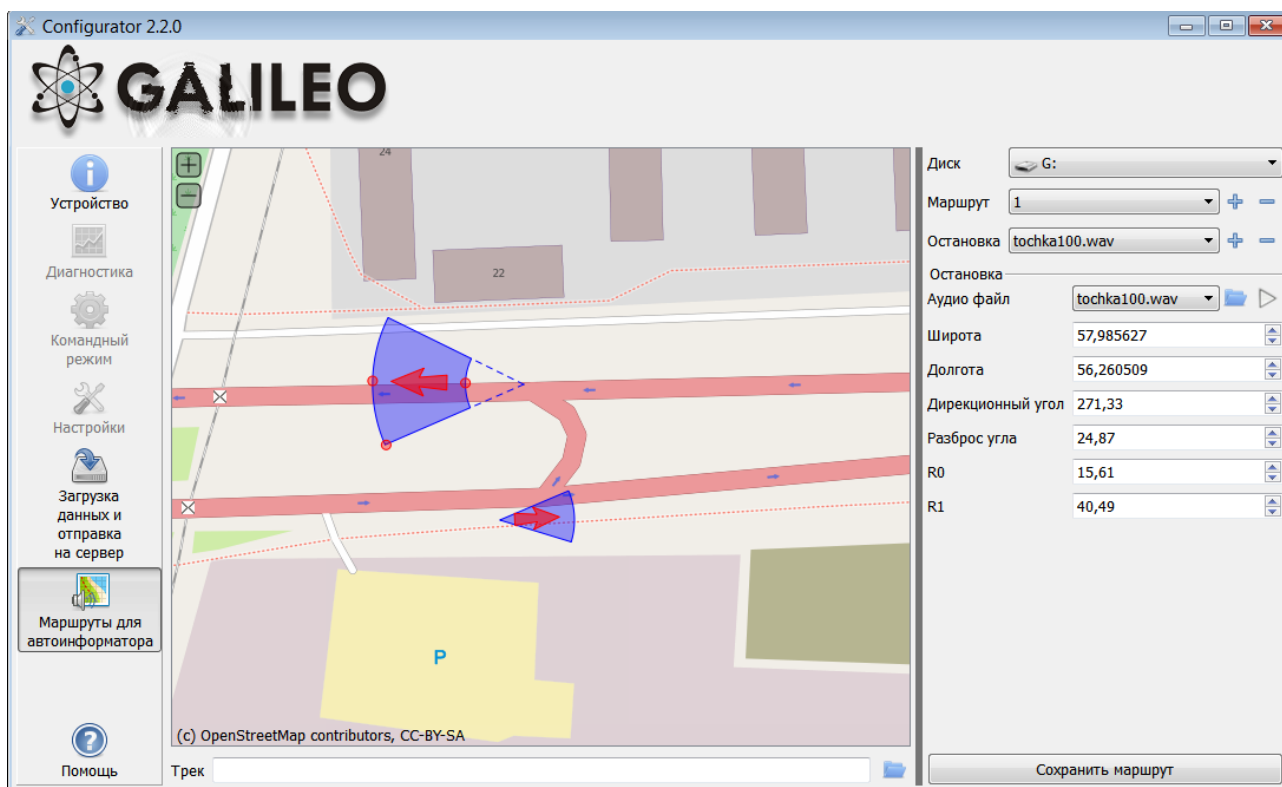 Configurator 2.2.0
GALILEO
Устройство
Диагностика
Командный
режим
Настройки
Загрузка
данных и
отправка
на сервер
Маршруты для
автоинформатора
Помощь
24
22
P
(c) OpenStreetMap contributors, CC-BY-SA
Трек
Диск G:
Маршрут 1
Остановка tochka100.wav
Остановка
Аудио файл tochka100.wav
Широта 57,985627
Долгота 56,260509
Дирекционный угол 271,33
Разброс угла 24,87
R0 15,61
R1 40,49
Сохранить маршрут